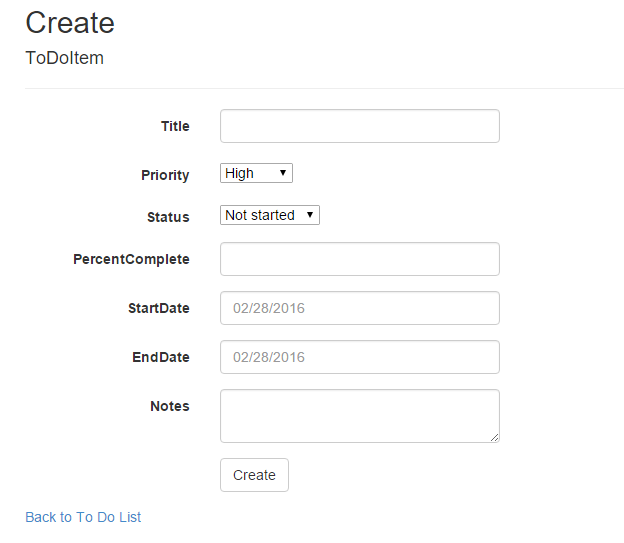 Create
ToDoItem
Title
Priority High
Status Not started
PercentComplete
StartDate 02/28/2016
EndDate 02/28/2016
Notes
Create
Back to To Do List